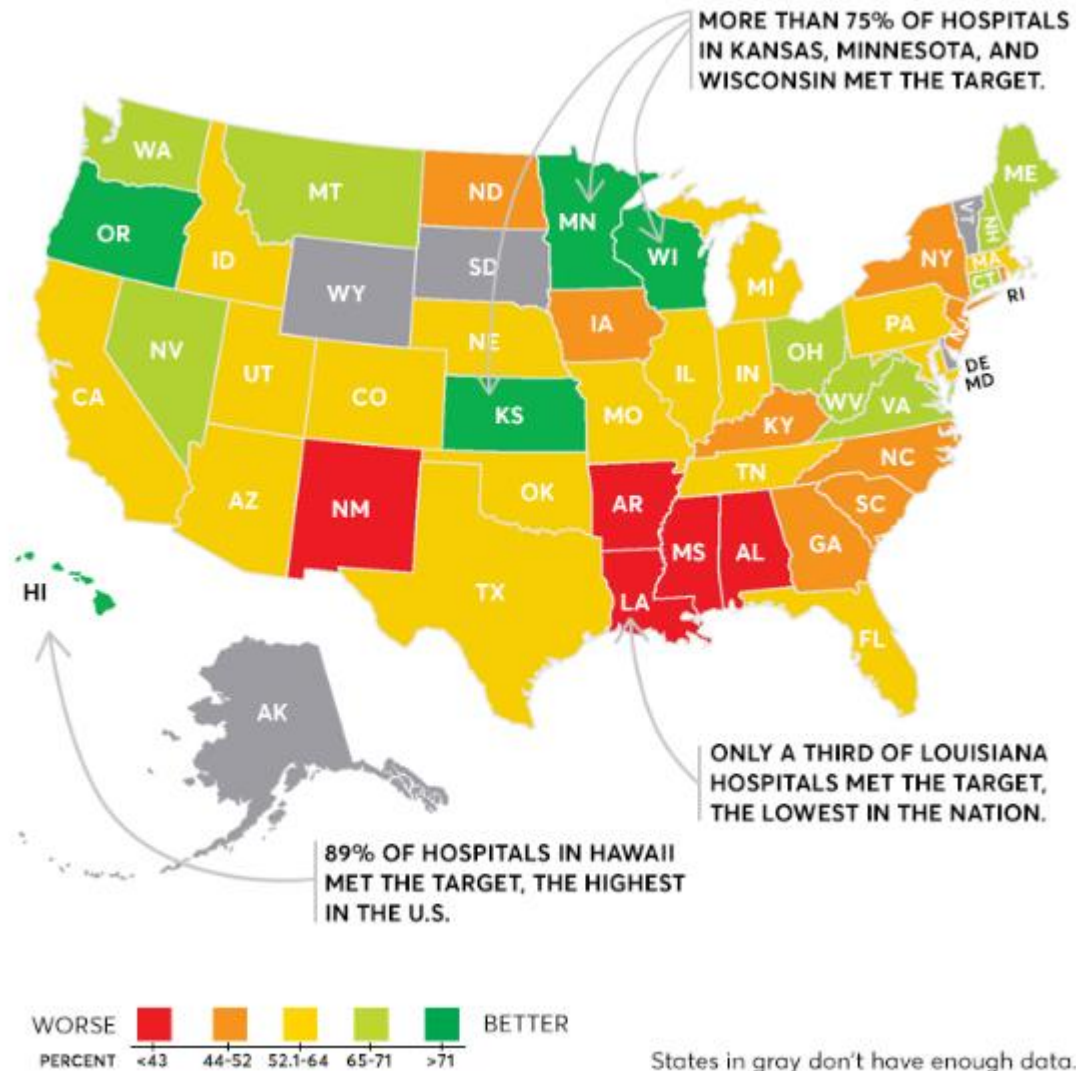 MORE THAN 75% OF HOSPITALS
IN KANSAS, MINNESOTA, AND
WISCONSIN MET THE TARGET.
WA
MT
ND
MN
ME
VT
NH
OR
ID
SD
WI
NY
MA
CT
RI
WY
MI
IA
PA
NV
NE
OH
DE
MD
UT
CO
IL
IN
WV
VA
CA
KS
MO
KY
NC
TN
AZ
NM
OK
AR
SC
MS
AL
GA
HI
TX
LA
FL
AK
ONLY A THIRD OF LOUISIANA
HOSPITALS MET THE TARGET,
THE LOWEST IN THE NATION.
89% OF HOSPITALS IN HAWAII
MET THE TARGET, THE HIGHEST
IN THE U.S.
WORSE
BETTER
PERCENT <43 44-52 52.1-64 65-71 >71
States in gray don't have enough data.